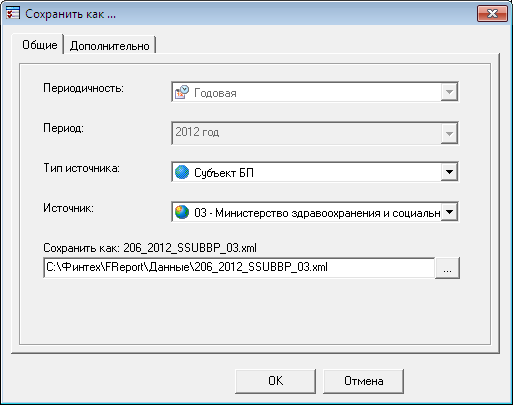 Сохранить как ...
Общие Дополнительно
Периодичность: Годовая
Период: 2012 год
Тип источника: Субъект БП
Источник: 03 - Министерство здравоохранения и социальн
Сохранить как: 206_2012_SSUBBP_03.xml
C:\Финтех\FReport\Данные\206_2012_SSUBBP_03.xml ...
OK Отмена